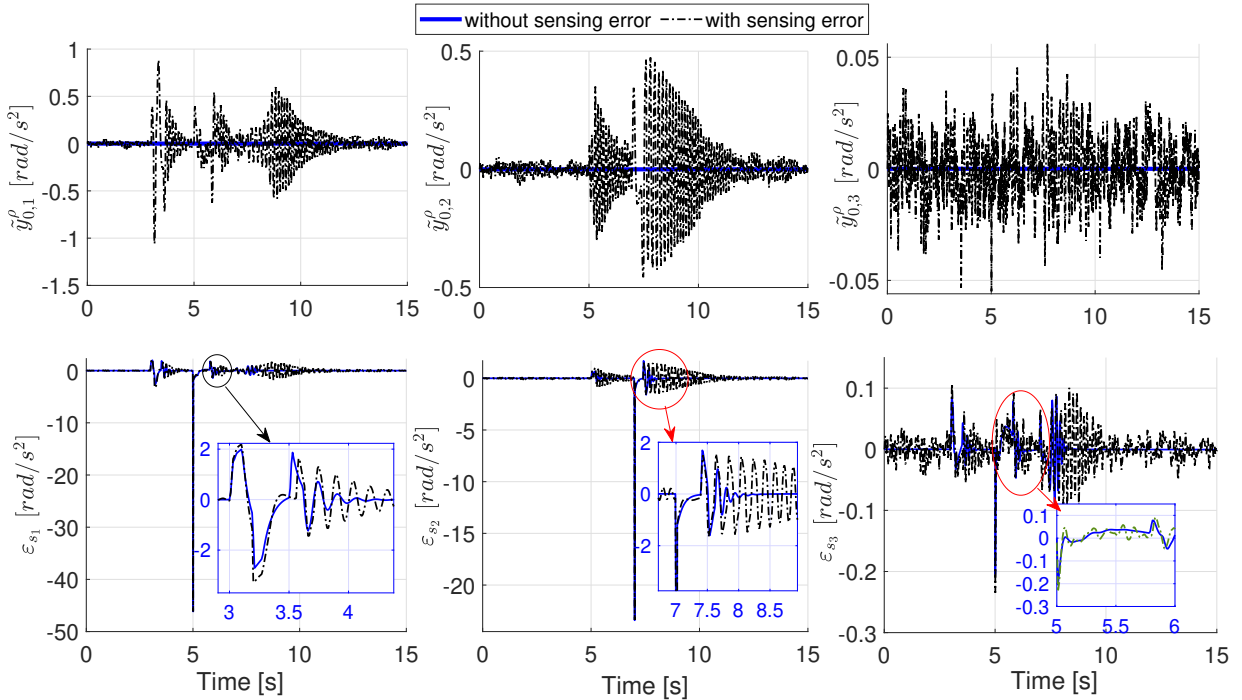 without sensing error with sensing error
ỹ^ρ_{0,1} [rad/s²]
1
0.5
0
-0.5
-1
-1.5
0 5 10 15
ỹ^ρ_{0,2} [rad/s²]
0.5
0
-0.5
0 5 10 15
ỹ^ρ_{0,3} [rad/s²]
0.05
0
-0.05
0 5 10 15
ε_{s_1} [rad/s²]
0
-10
-20
-30
-40
-50
0 5 10 15
Time [s]
2
0
-2
3 3.5 4
ε_{s_2} [rad/s²]
0
-5
-10
-15
-20
0 5 10 15
Time [s]
2
0
-2
7 7.5 8 8.5
ε_{s_3} [rad/s²]
0.1
0
-0.1
-0.2
-0.3
0 5 10 15
Time [s]
0.1
0
-0.1
-0.2
-0.3
5 5.5 6